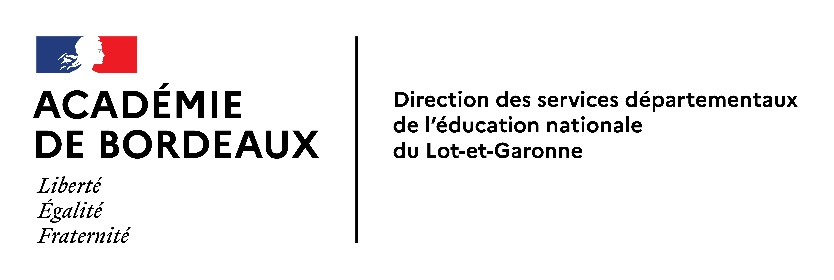 ACADÉMIE
DE BORDEAUX
Liberté
Égalité
Fraternité
Direction des services départementaux
de l'éducation nationale
du Lot-et-Garonne